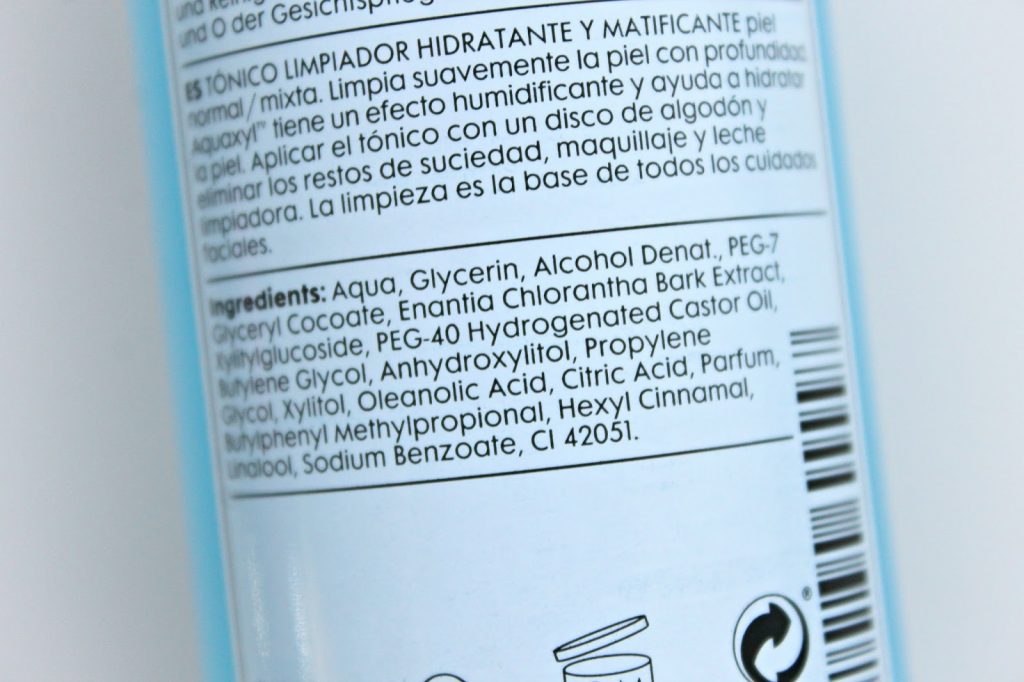 und Reinig
und O der Gesichtspfleg
ES TÓNICO LIMPIADOR HIDRATANTE Y MATIFICANTE piel
normal / mixta. Limpia suavemente la piel con profundidad.
Aquaxyl™ tiene un efecto humidificante y ayuda a hidratar
la piel. Aplicar el tónico con un disco de algodón y
eliminar los restos de suciedad, maquillaje y leche
limpiadora. La limpieza es la base de todos los cuidados
faciales.
Ingredients: Aqua, Glycerin, Alcohol Denat., PEG-7
Glyceryl Cocoate, Enantia Chlorantha Bark Extract,
Xylitylglucoside, PEG-40 Hydrogenated Castor Oil,
Butylene Glycol, Anhydroxylitol, Propylene
Glycol, Xylitol, Oleanolic Acid, Citric Acid, Parfum,
Butylphenyl Methylpropional, Hexyl Cinnamal,
Linalool, Sodium Benzoate, CI 42051.
®